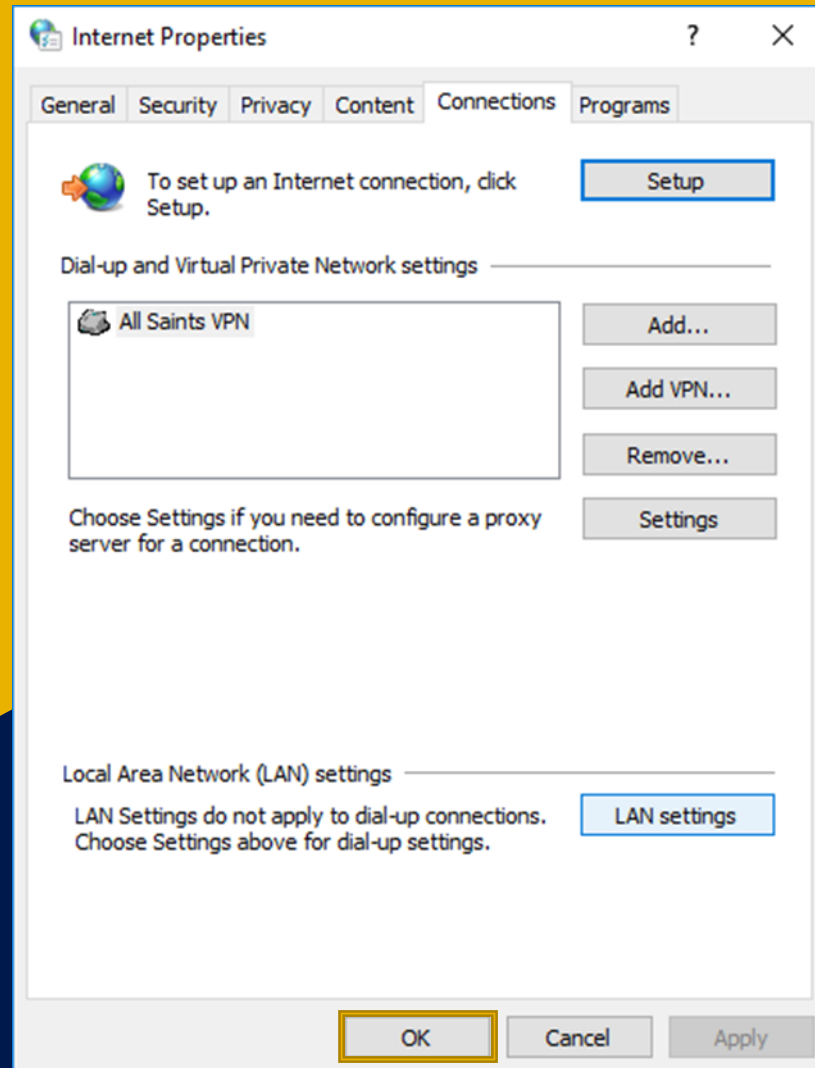 Internet Properties
?
General Security Privacy Content Connections Programs
To set up an Internet connection, click
Setup.
Setup
Dial-up and Virtual Private Network settings
All Saints VPN
Add...
Add VPN...
Remove...
Choose Settings if you need to configure a proxy
server for a connection.
Settings
Local Area Network (LAN) settings
LAN Settings do not apply to dial-up connections.
Choose Settings above for dial-up settings.
LAN settings
OK Cancel Apply